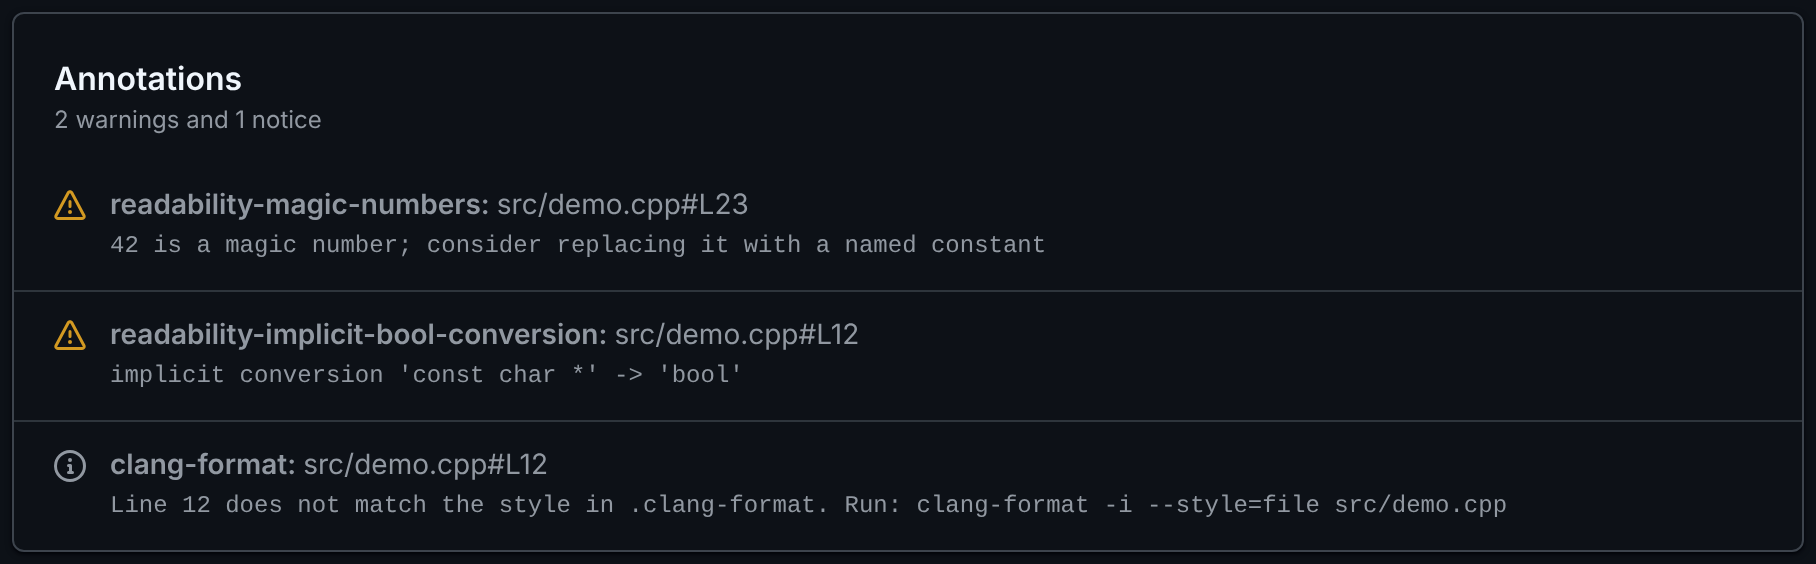 Annotations
2 warnings and 1 notice
readability-magic-numbers: src/demo.cpp#L23
42 is a magic number; consider replacing it with a named constant
readability-implicit-bool-conversion: src/demo.cpp#L12
implicit conversion 'const char *' -> 'bool'
clang-format: src/demo.cpp#L12
Line 12 does not match the style in .clang-format. Run: clang-format -i --style=file src/demo.cpp